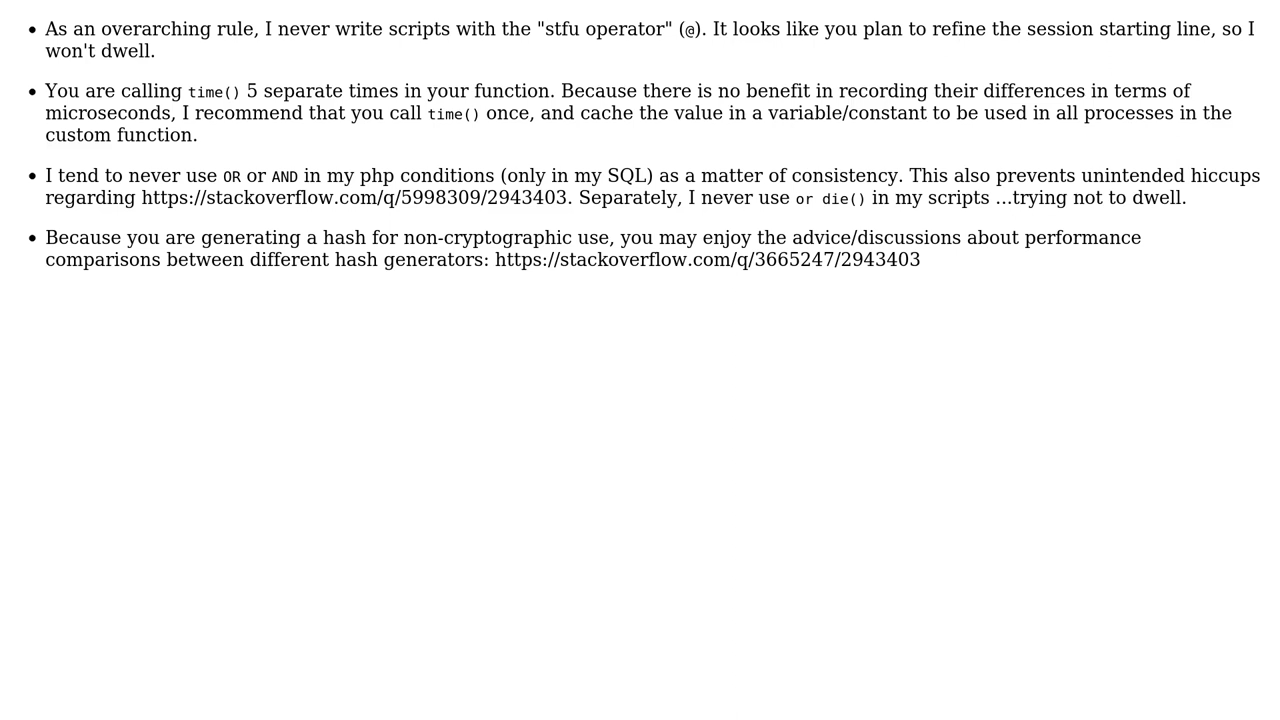 • As an overarching rule, I never write scripts with the "stfu operator" (@). It looks like you plan to refine the session starting line, so I
won't dwell.
• You are calling time() 5 separate times in your function. Because there is no benefit in recording their differences in terms of
microseconds, I recommend that you call time() once, and cache the value in a variable/constant to be used in all processes in the
custom function.
• I tend to never use OR or AND in my php conditions (only in my SQL) as a matter of consistency. This also prevents unintended hiccups
regarding https://stackoverflow.com/q/5998309/2943403. Separately, I never use or die() in my scripts ...trying not to dwell.
• Because you are generating a hash for non-cryptographic use, you may enjoy the advice/discussions about performance
comparisons between different hash generators: https://stackoverflow.com/q/3665247/2943403